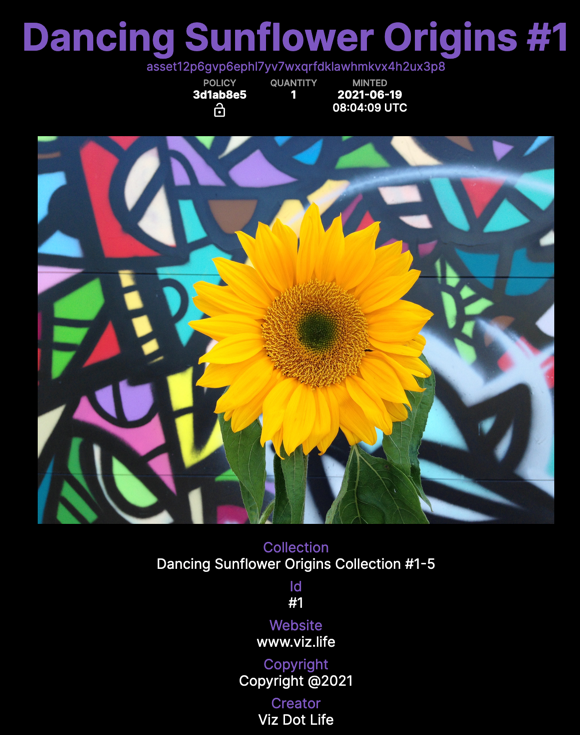 Dancing Sunflower Origins #1
asset12p6gvp6ephl7yv7wxqrfdklawhmkvx4h2ux3p8
POLICY QUANTITY MINTED
3d1ab8e5 1 2021-06-19
08:04:09 UTC
Collection
Dancing Sunflower Origins Collection #1-5
Id
#1
Website
www.viz.life
Copyright
Copyright @2021
Creator
Viz Dot Life